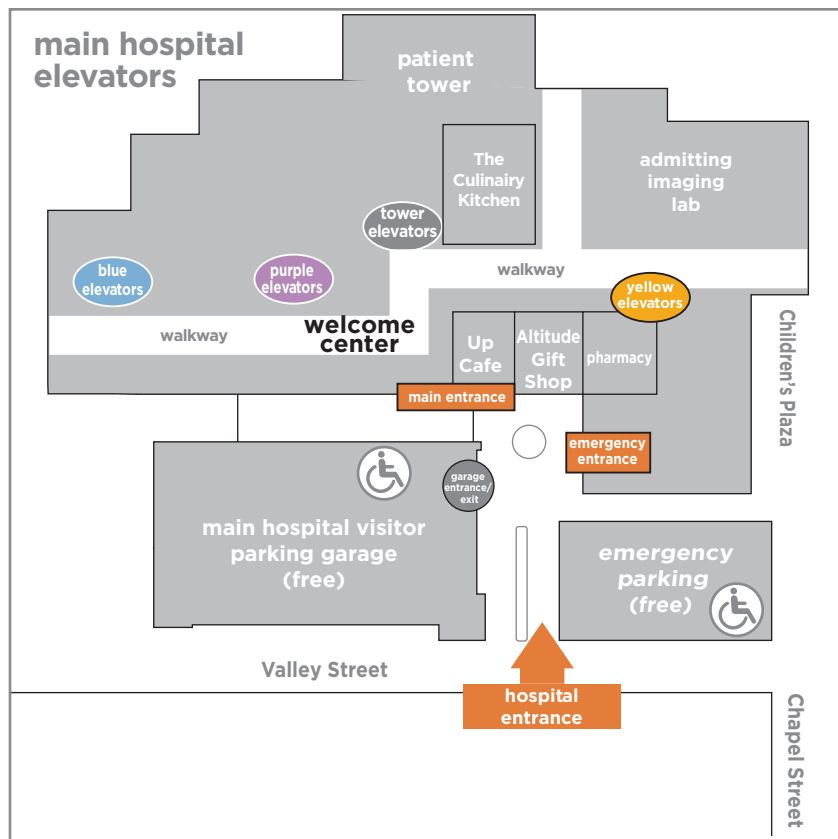 main hospital
elevators
patient
tower
The
Culinairy
Kitchen
admitting
imaging
lab
tower
elevators
blue
elevators
purple
elevators
walkway
yellow
elevators
walkway
welcome
center
Up
Cafe
Altitude
Gift
Shop
pharmacy
Children's Plaza
main entrance
emergency
entrance
garage
entrance/
exit
main hospital visitor
parking garage
(free)
emergency
parking
(free)
Valley Street
hospital
entrance
Chapel Street